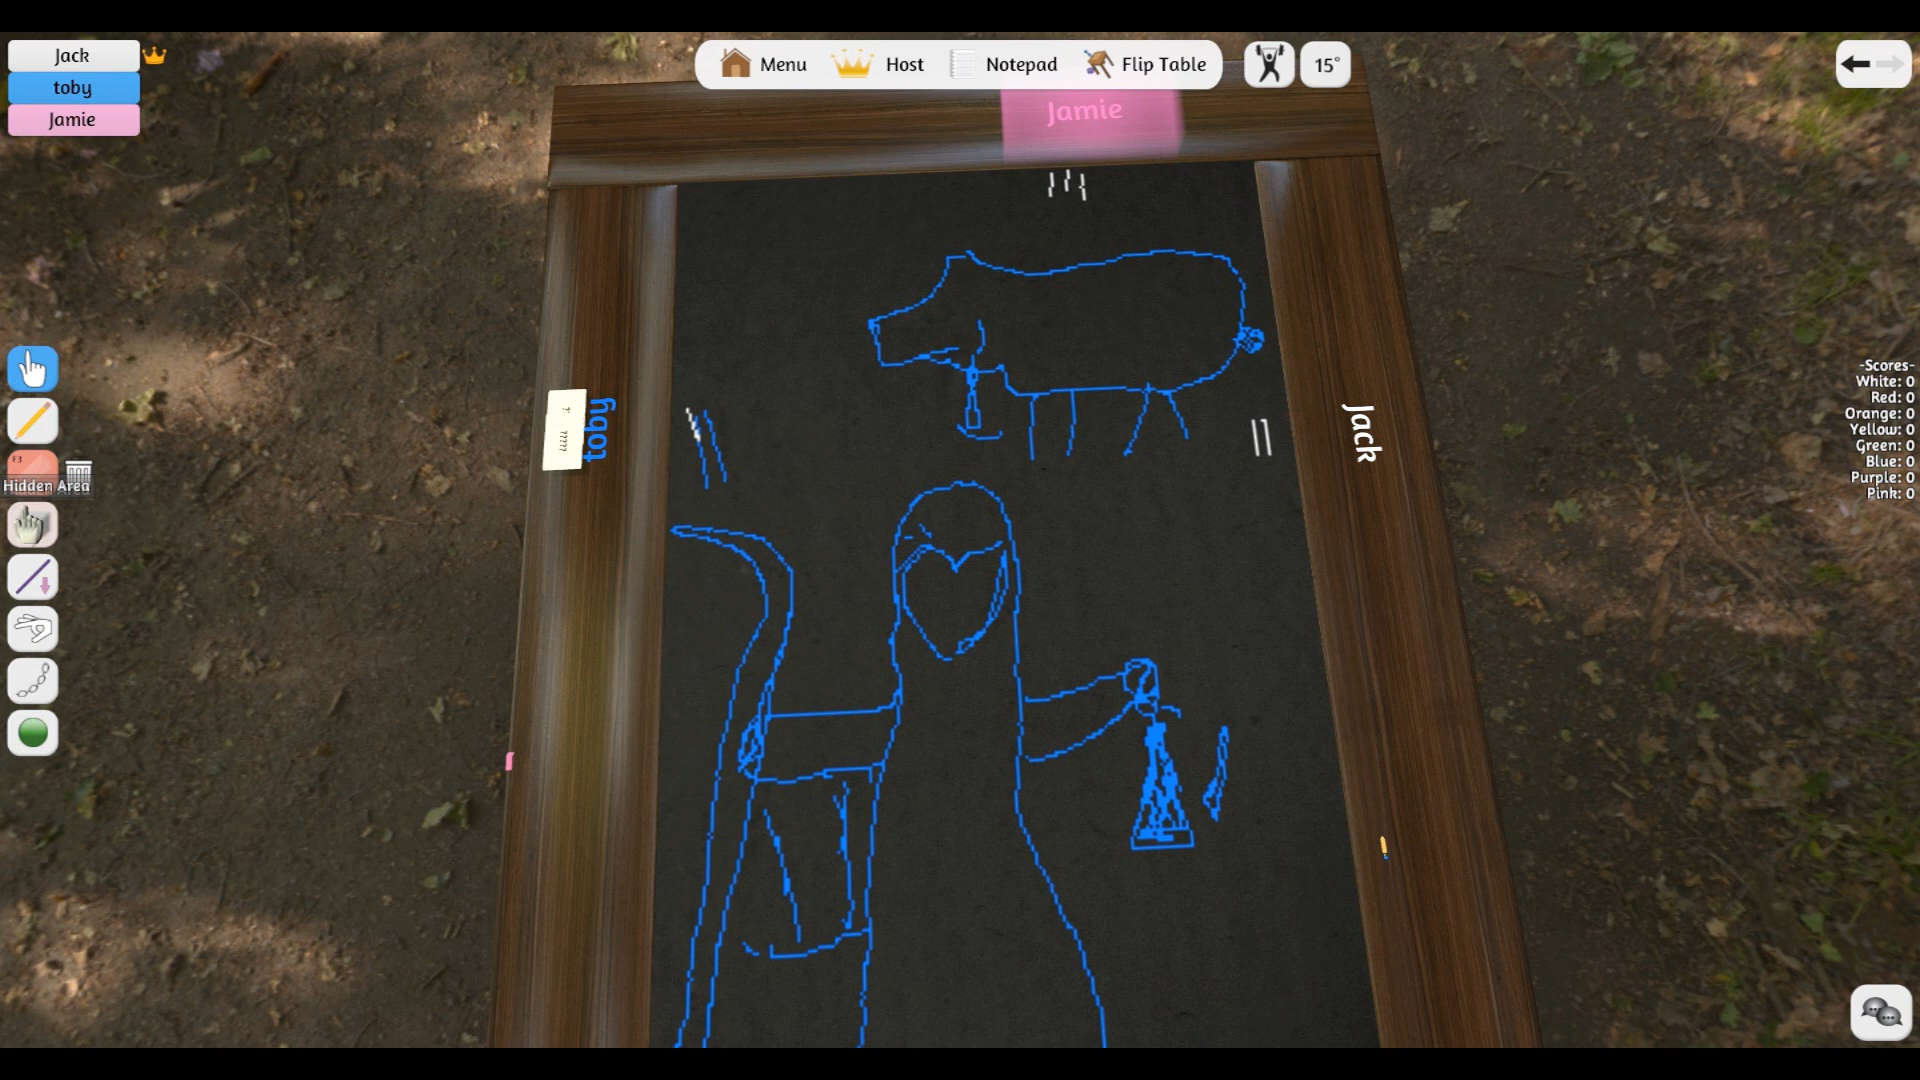 Jack
toby
Jamie
Menu
Host
Notepad
Flip Table
15°
Jamie
toby
Jack
F3
Hidden Area
-Scores-
White: 0
Red: 0
Orange: 0
Yellow: 0
Green: 0
Blue: 0
Purple: 0
Pink: 0